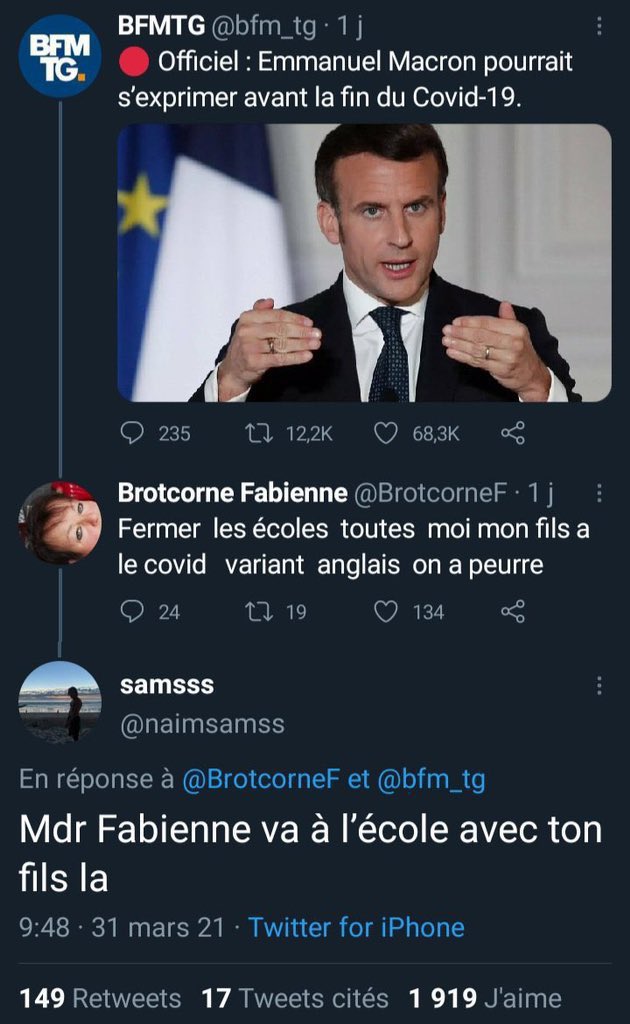 BFM
TG.
BFMTG @bfm_tg · 1 j
🔴 Officiel : Emmanuel Macron pourrait
s’exprimer avant la fin du Covid-19.
235 12,2K 68,3K
Brotcorne Fabienne @BrotcorneF · 1 j
Fermer les écoles toutes moi mon fils a
le covid variant anglais on a peurre
24 19 134
samsss
@naimsamss
En réponse à @BrotcorneF et @bfm_tg
Mdr Fabienne va à l’école avec ton
fils la
9:48 · 31 mars 21 · Twitter for iPhone
149 Retweets 17 Tweets cités 1 919 J'aime